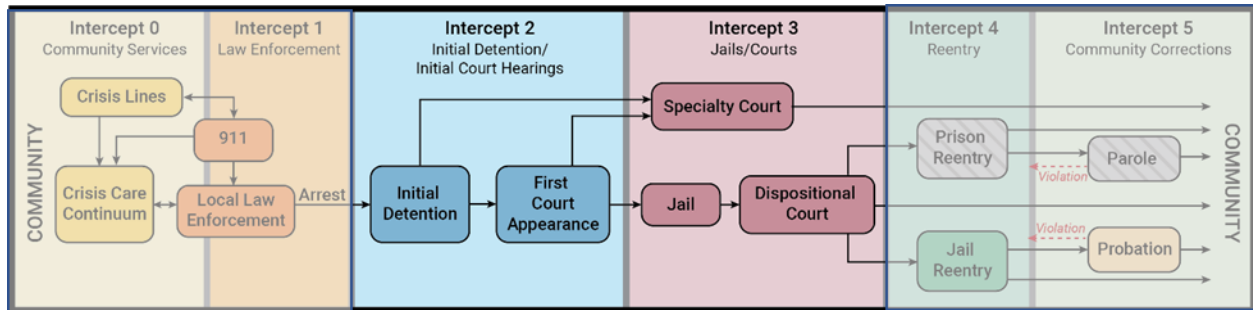 Intercept 0
Community Services
Intercept 1
Law Enforcement
Intercept 2
Initial Detention/
Initial Court Hearings
Intercept 3
Jails/Courts
Intercept 4
Reentry
Intercept 5
Community Corrections
COMMUNITY
Crisis Lines
911
Crisis Care
Continuum
Local Law
Enforcement
Arrest
Initial
Detention
First
Court
Appearance
Specialty Court
Jail
Dispositional
Court
Prison
Reentry
Parole
Violation
Jail
Reentry
Violation
Probation
COMMUNITY